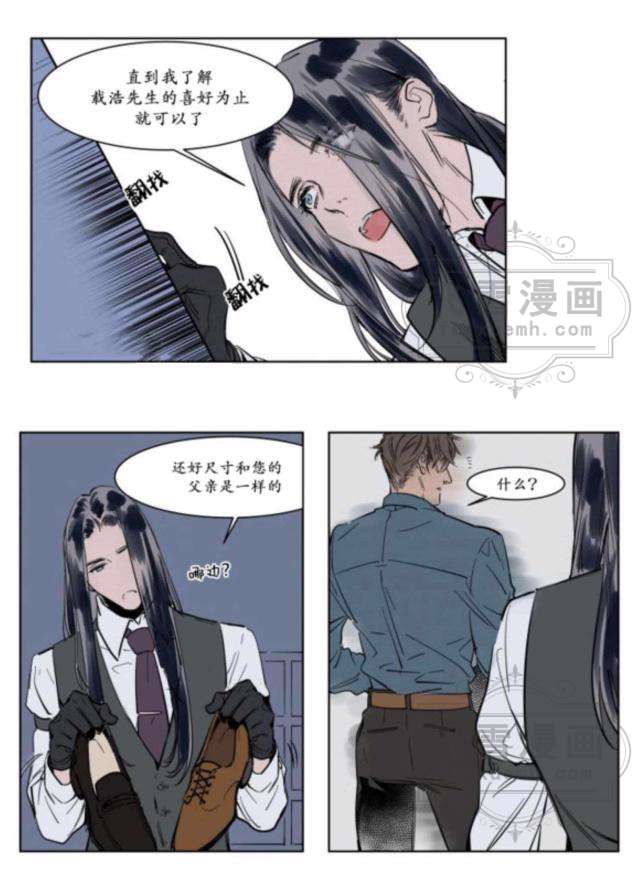 直到我了解
载浩先生的喜好为止
就可以了
翻找
翻找
漫画
emh.com
还好尺寸和您的
父亲是一样的
哪边?
什么?
漫画